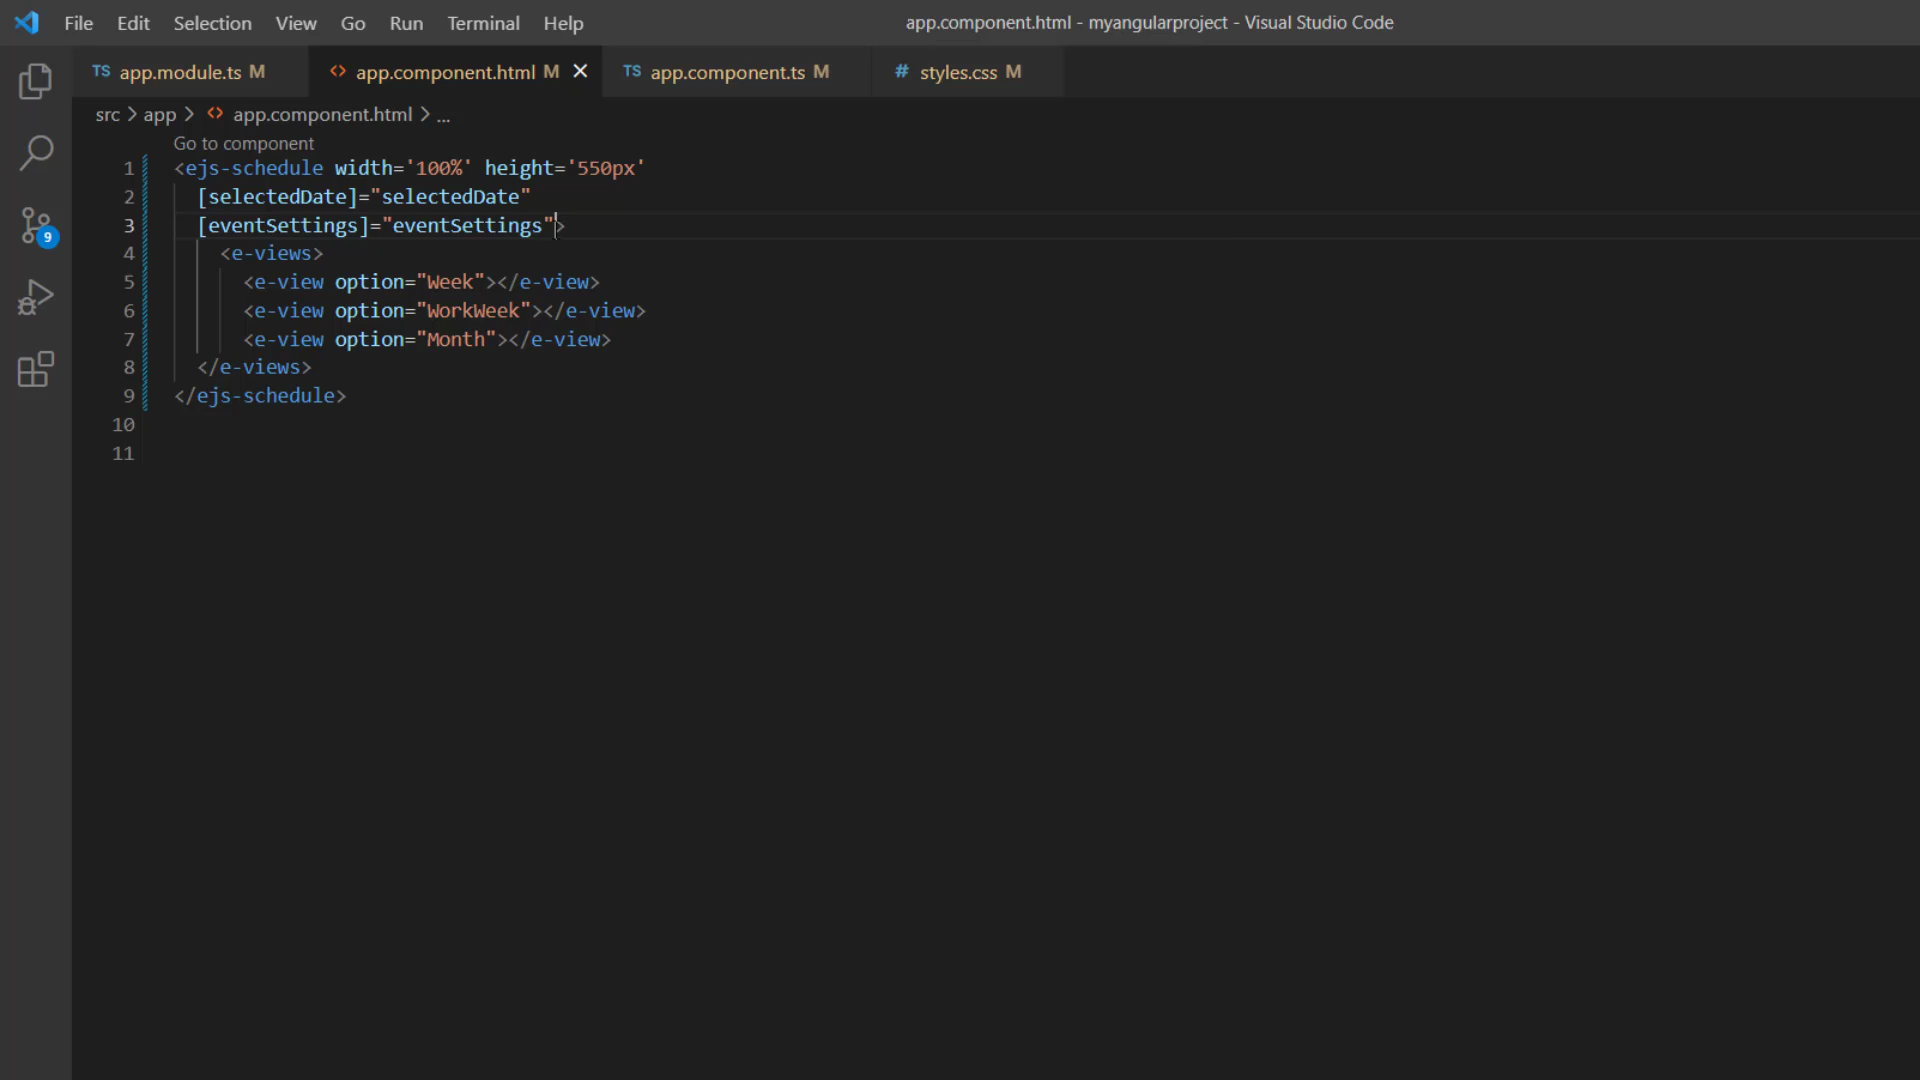 File Edit Selection View Go Run Terminal Help app.component.html - myangularproject - Visual Studio Code
TS app.module.ts M <> app.component.html M TS app.component.ts M # styles.css M
src > app > <> app.component.html > ...
Go to component
1 <ejs-schedule width='100%' height='550px'
2 [selectedDate]="selectedDate"
3 [eventSettings]="eventSettings">
4 <e-views>
5 <e-view option="Week"></e-view>
6 <e-view option="WorkWeek"></e-view>
7 <e-view option="Month"></e-view>
8 </e-views>
9 </ejs-schedule>
10
11
9